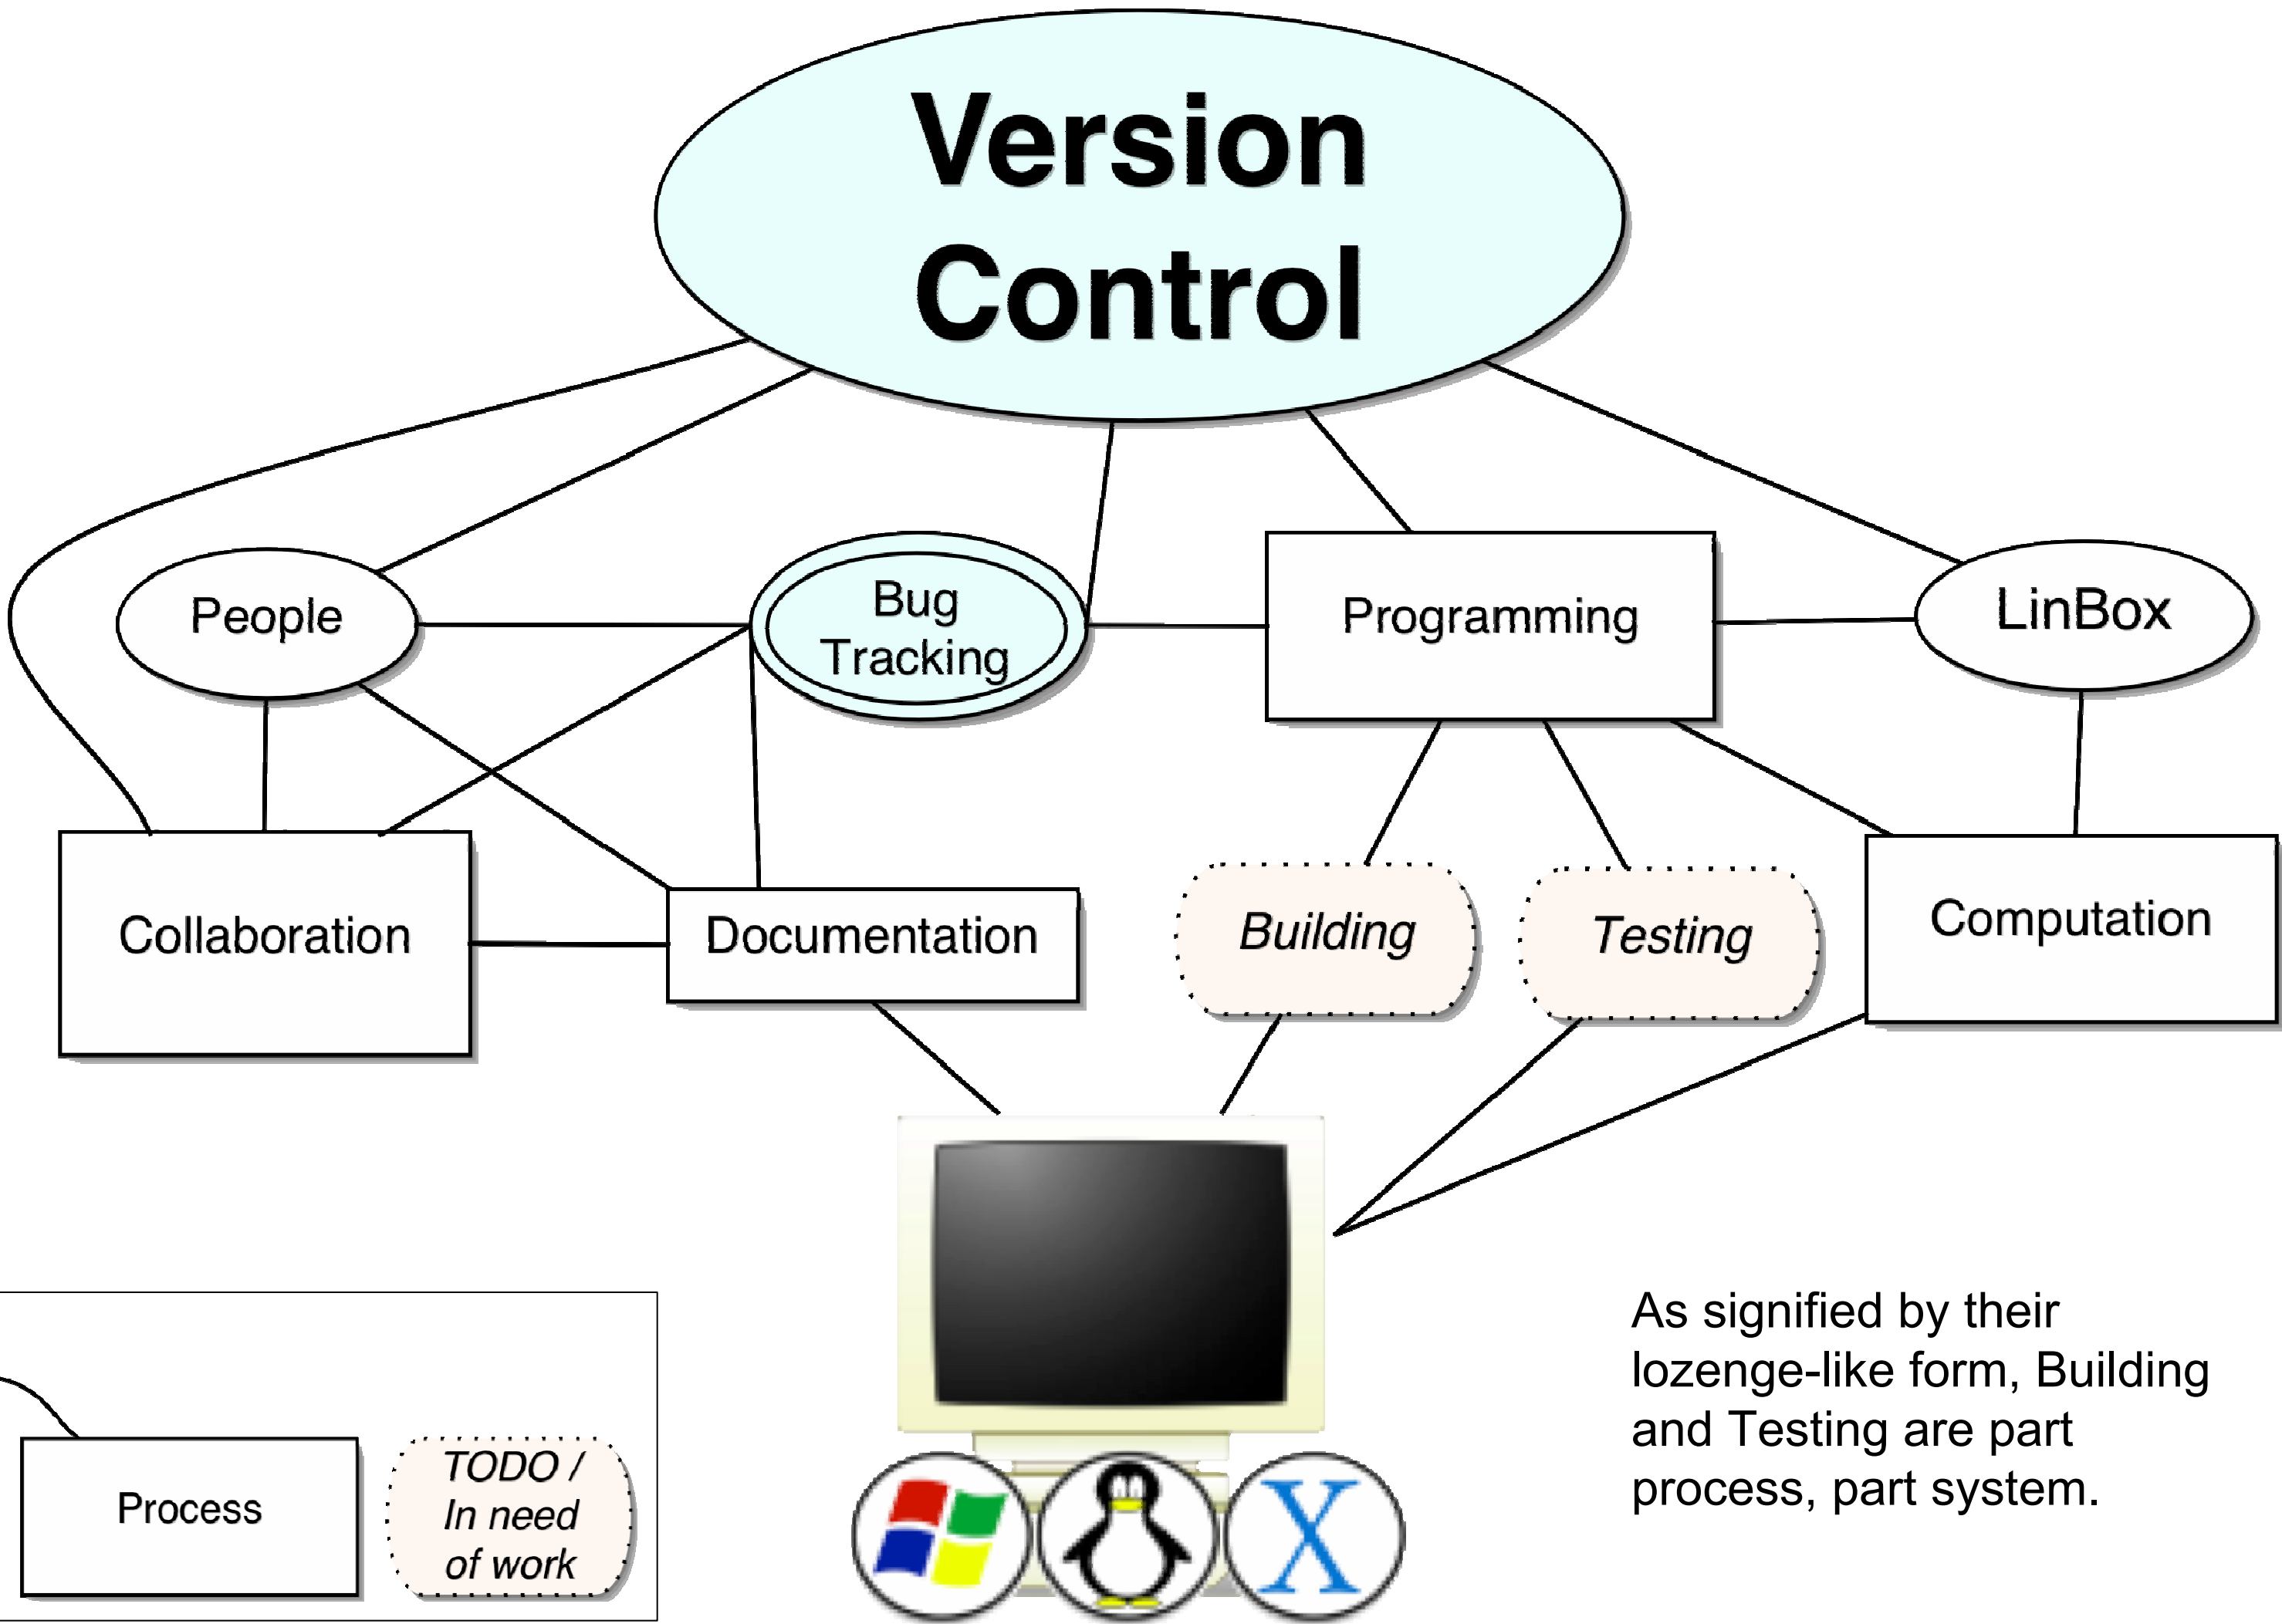 Version
Control
People
Bug
Tracking
Programming
LinBox
Collaboration
Documentation
Building
Testing
Computation
Process
TODO /
In need
of work
As signified by their
lozenge-like form, Building
and Testing are part
process, part system.
X